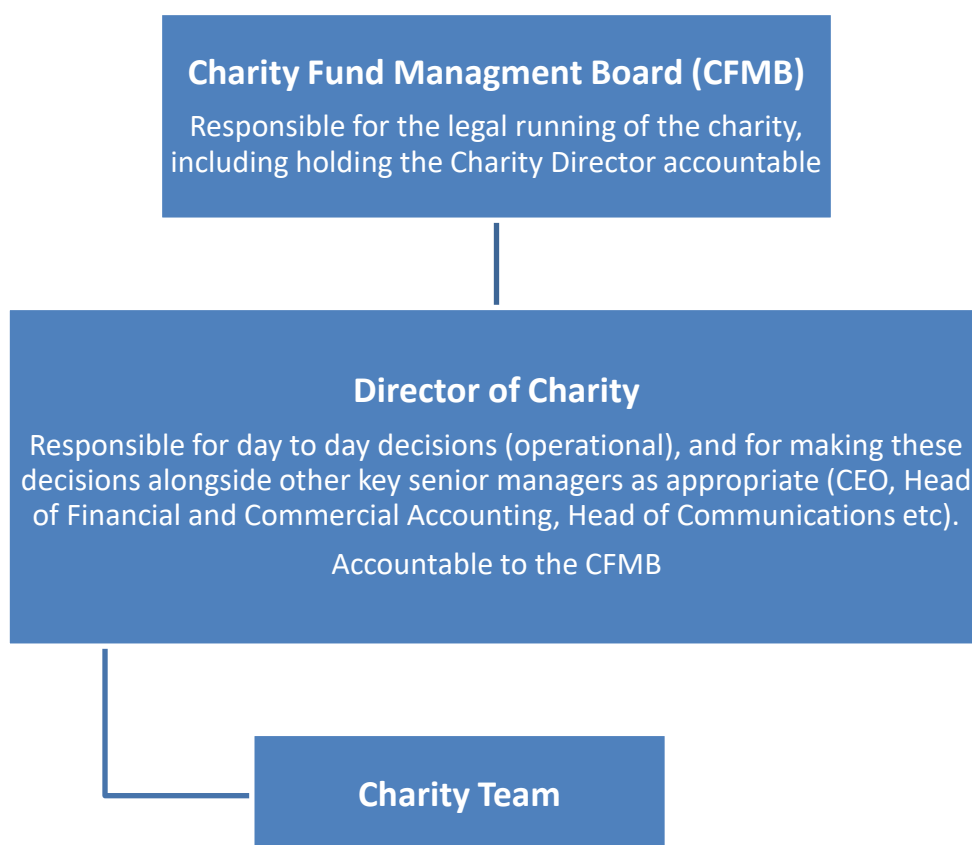 Charity Fund Managment Board (CFMB)
Responsible for the legal running of the charity,
including holding the Charity Director accountable
Director of Charity
Responsible for day to day decisions (operational), and for making these
decisions alongside other key senior managers as appropriate (CEO, Head
of Financial and Commercial Accounting, Head of Communications etc).
Accountable to the CFMB
Charity Team